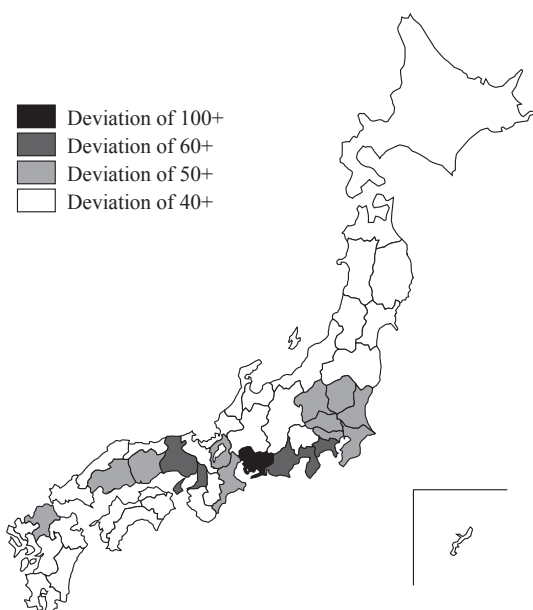 Deviation of 100+
Deviation of 60+
Deviation of 50+
Deviation of 40+